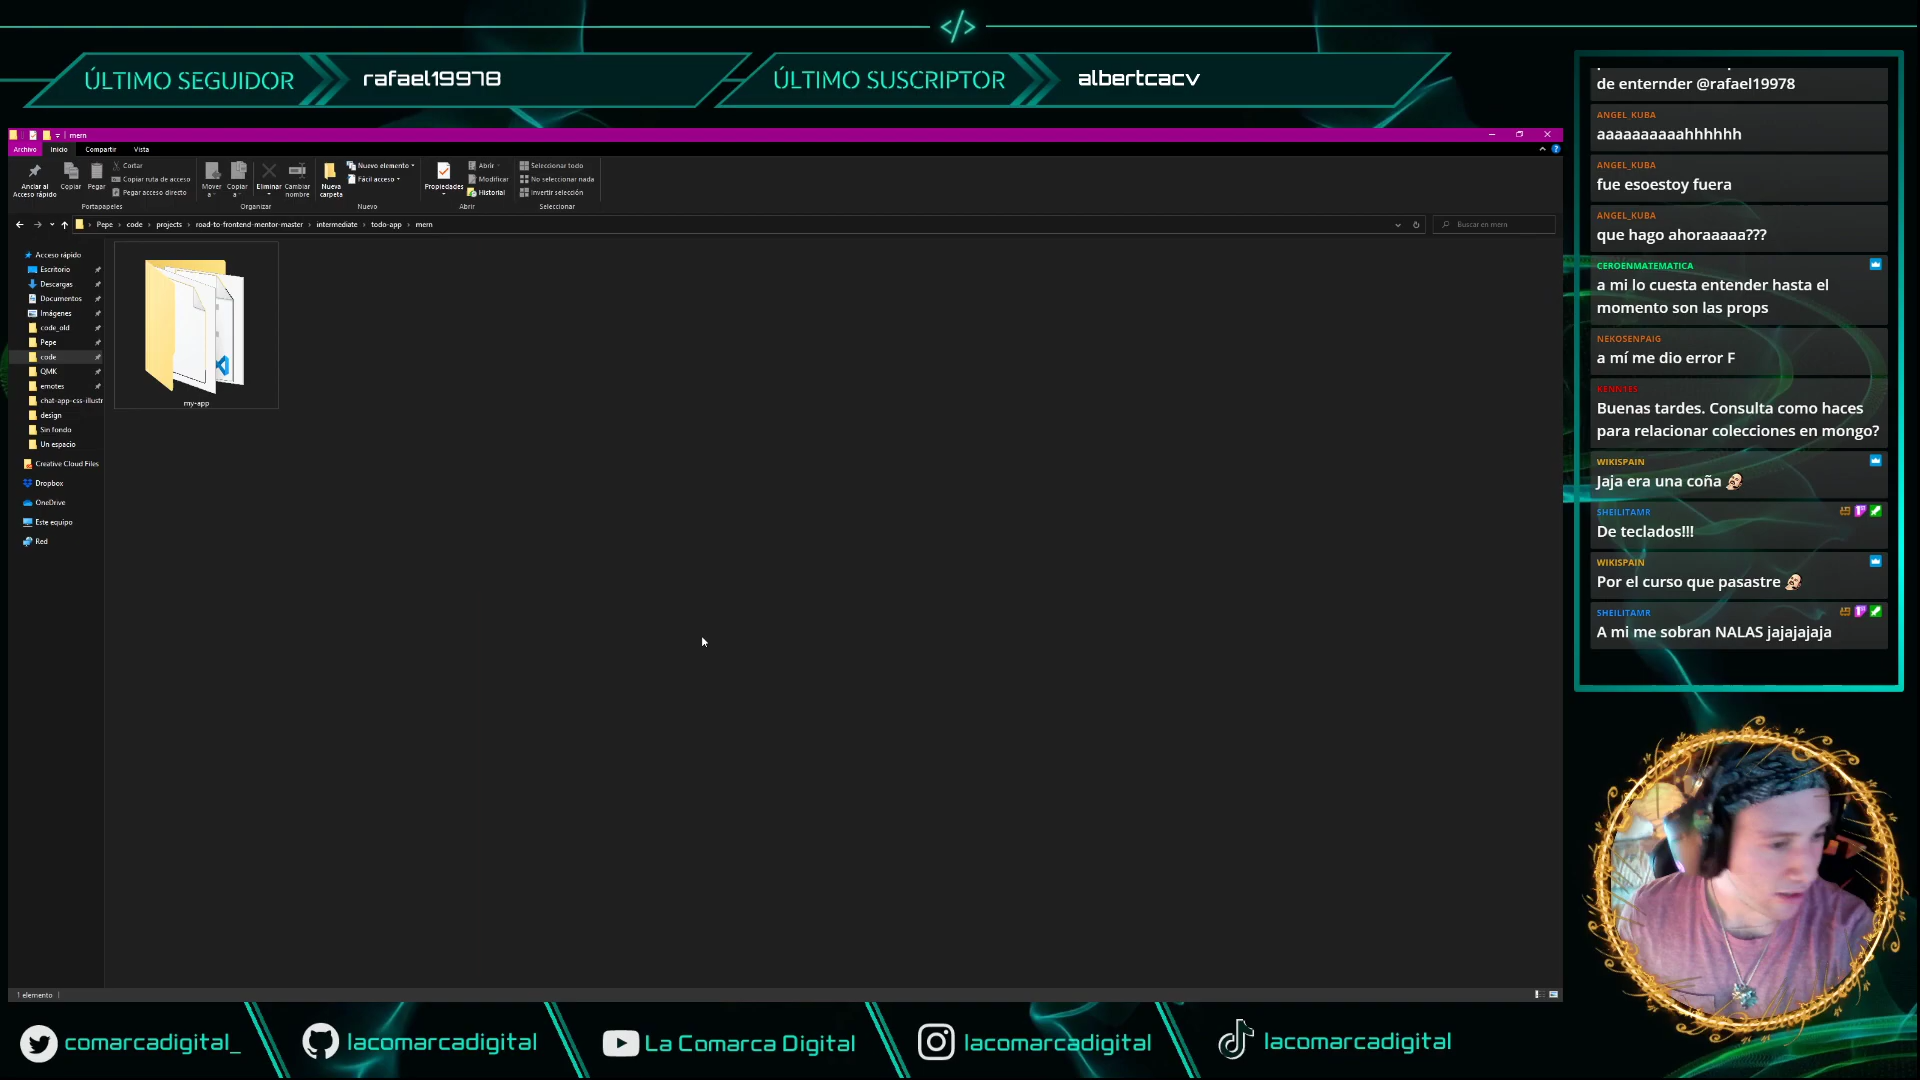 </>
ÚLTIMO SEGUIDOR
rafael19978
ÚLTIMO SUSCRIPTOR
albertcacv
mern
Archivo
Inicio
Compartir
Vista
Anclar al
Acceso rápido
Copiar
Pegar
Cortar
Copiar ruta de acceso
Pegar acceso directo
Portapapeles
Mover
a
Copiar
a
Eliminar
Cambiar
nombre
Organizar
Nueva
carpeta
Nuevo elemento
Fácil acceso
Nuevo
Propiedades
Abrir
Modificar
Historial
Abrir
Seleccionar todo
No seleccionar nada
Invertir selección
Seleccionar
Pepe > code > projects > road-to-frontend-mentor-master > intermediate > todo-app > mern
Buscar en mern
Acceso rápido
Escritorio
Descargas
Documentos
Imágenes
code_old
Pepe
code
QMK
emotes
chat-app-css-illustr
design
Sin fondo
Un espacio
Creative Cloud Files
Dropbox
OneDrive
Este equipo
Red
my-app
1 elemento
de enternder @rafael19978
ANGEL_KUBA
aaaaaaaaaahhhhhh
ANGEL_KUBA
fue esoestoy fuera
ANGEL_KUBA
que hago ahoraaaaa???
CEROENMATEMATICA
a mi lo cuesta entender hasta el
momento son las props
NEKOSENPAIG
a mí me dio error F
KENNTES
Buenas tardes. Consulta como haces
para relacionar colecciones en mongo?
WIKISPAIN
Jaja era una coña
SHEILITAMR
De teclados!!!
WIKISPAIN
Por el curso que pasastre
SHEILITAMR
A mi me sobran NALAS jajajajaja
comarcadigital_
lacomarcadigital
La Comarca Digital
lacomarcadigital
lacomarcadigital